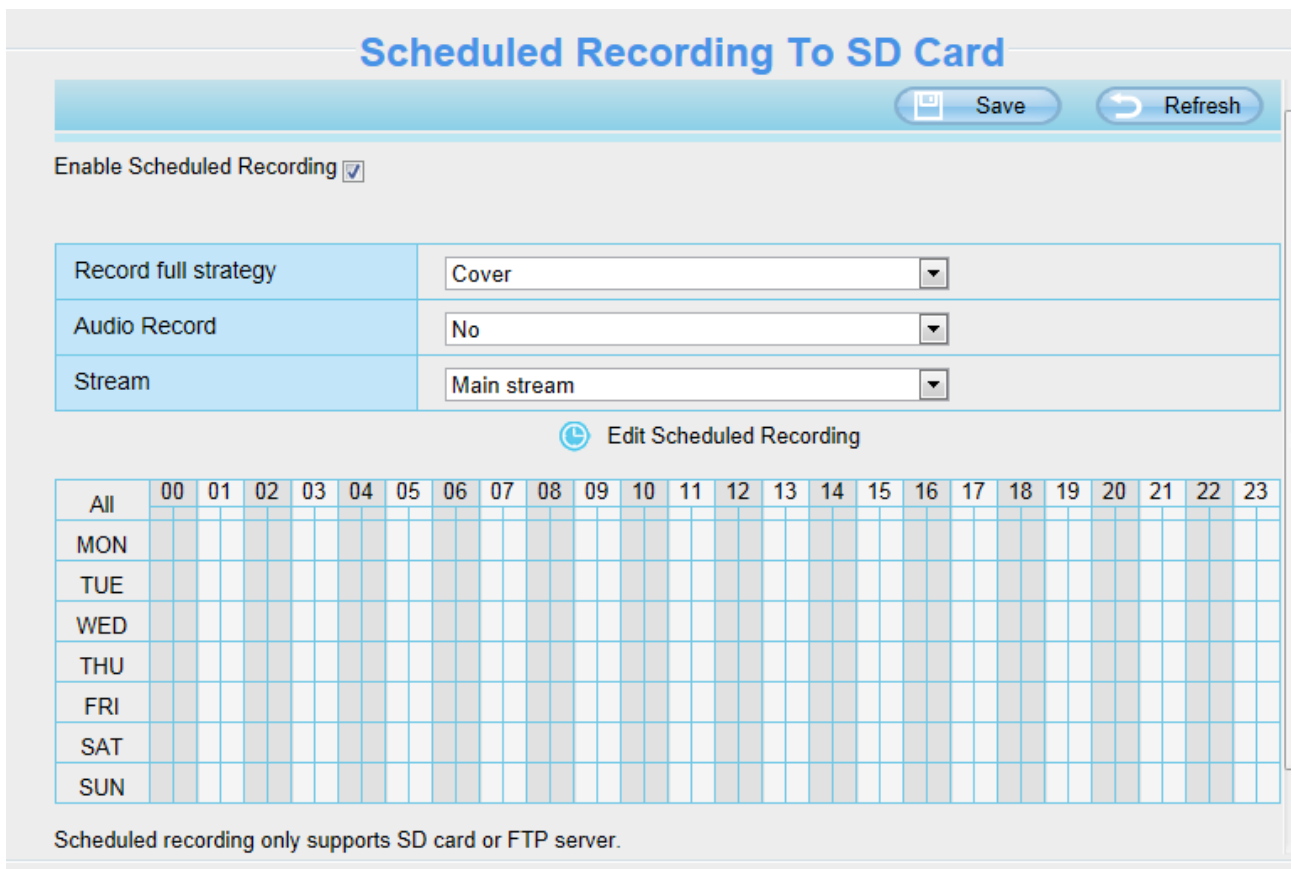 Scheduled Recording To SD Card
Save Refresh
Enable Scheduled Recording
Record full strategy Cover
Audio Record No
Stream Main stream
Edit Scheduled Recording
All 00 01 02 03 04 05 06 07 08 09 10 11 12 13 14 15 16 17 18 19 20 21 22 23
MON
TUE
WED
THU
FRI
SAT
SUN
Scheduled recording only supports SD card or FTP server.